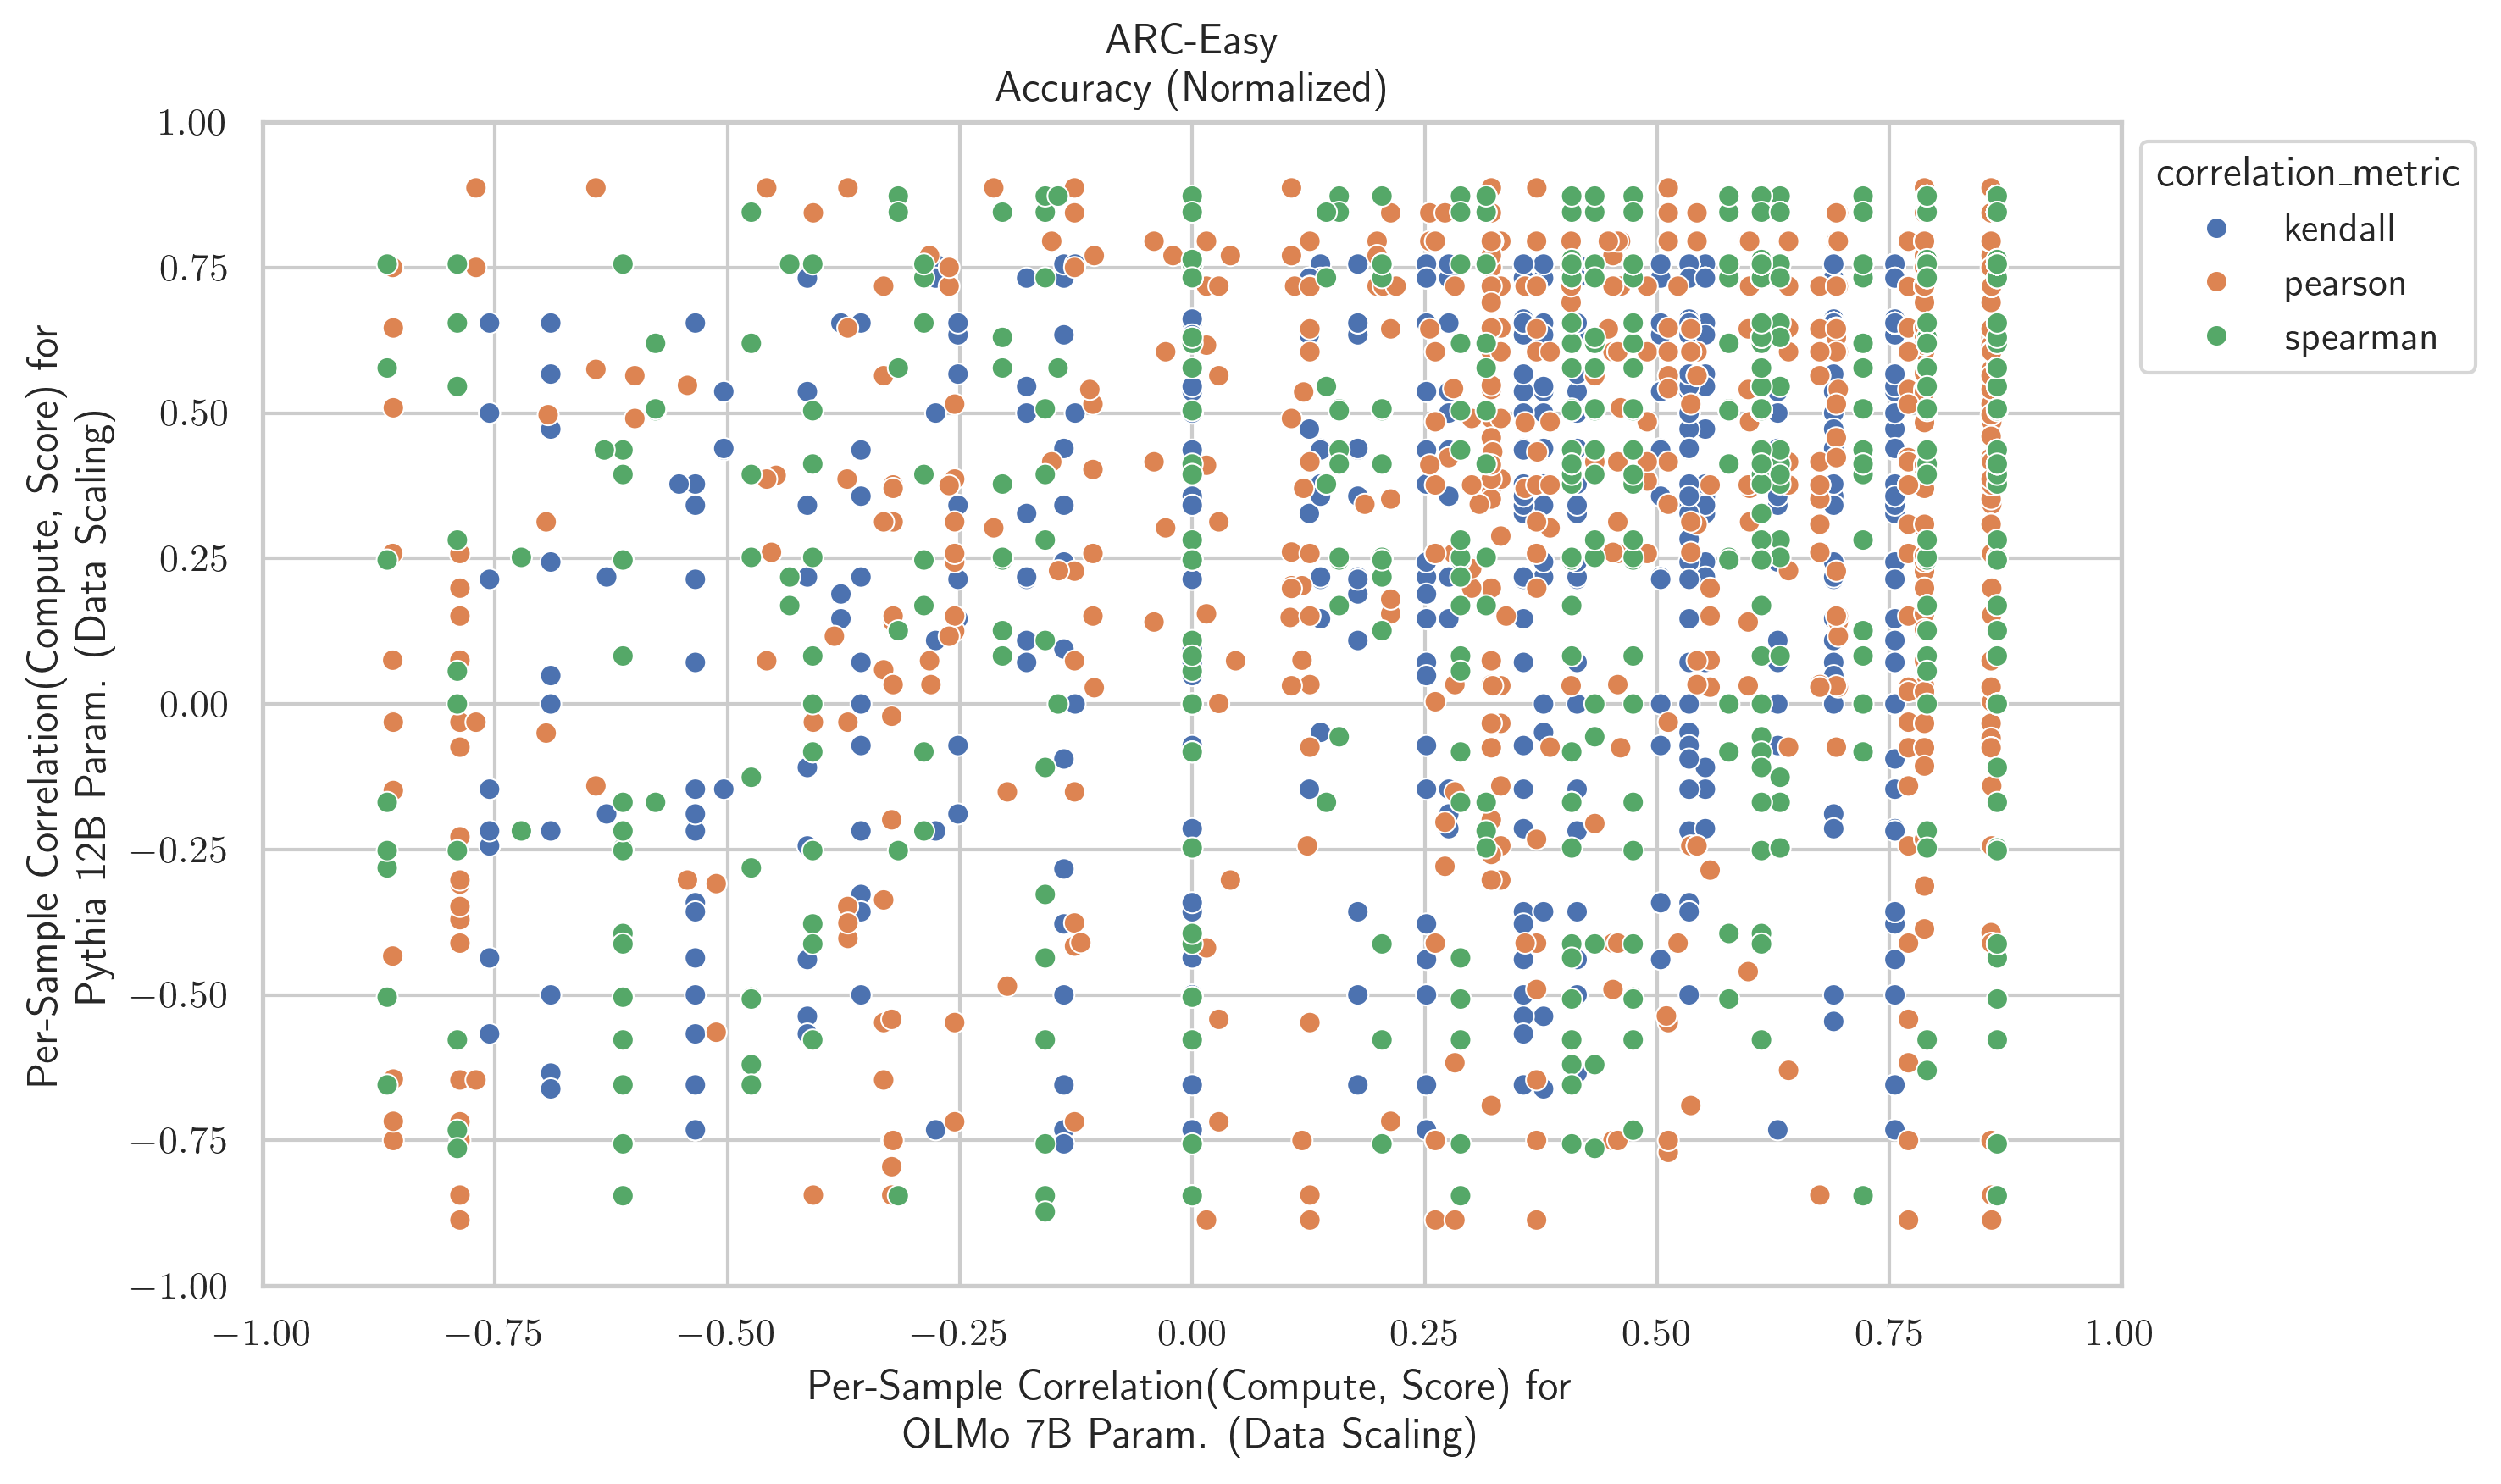 ARC-Easy
Accuracy (Normalized)
Per-Sample Correlation(Compute, Score) for
Pythia 12B Param. (Data Scaling)
1.00
0.75
0.50
0.25
0.00
−0.25
−0.50
−0.75
−1.00
−1.00
−0.75
−0.50
−0.25
0.00
0.25
0.50
0.75
1.00
Per-Sample Correlation(Compute, Score) for
OLMo 7B Param. (Data Scaling)
correlation_metric
kendall
pearson
spearman